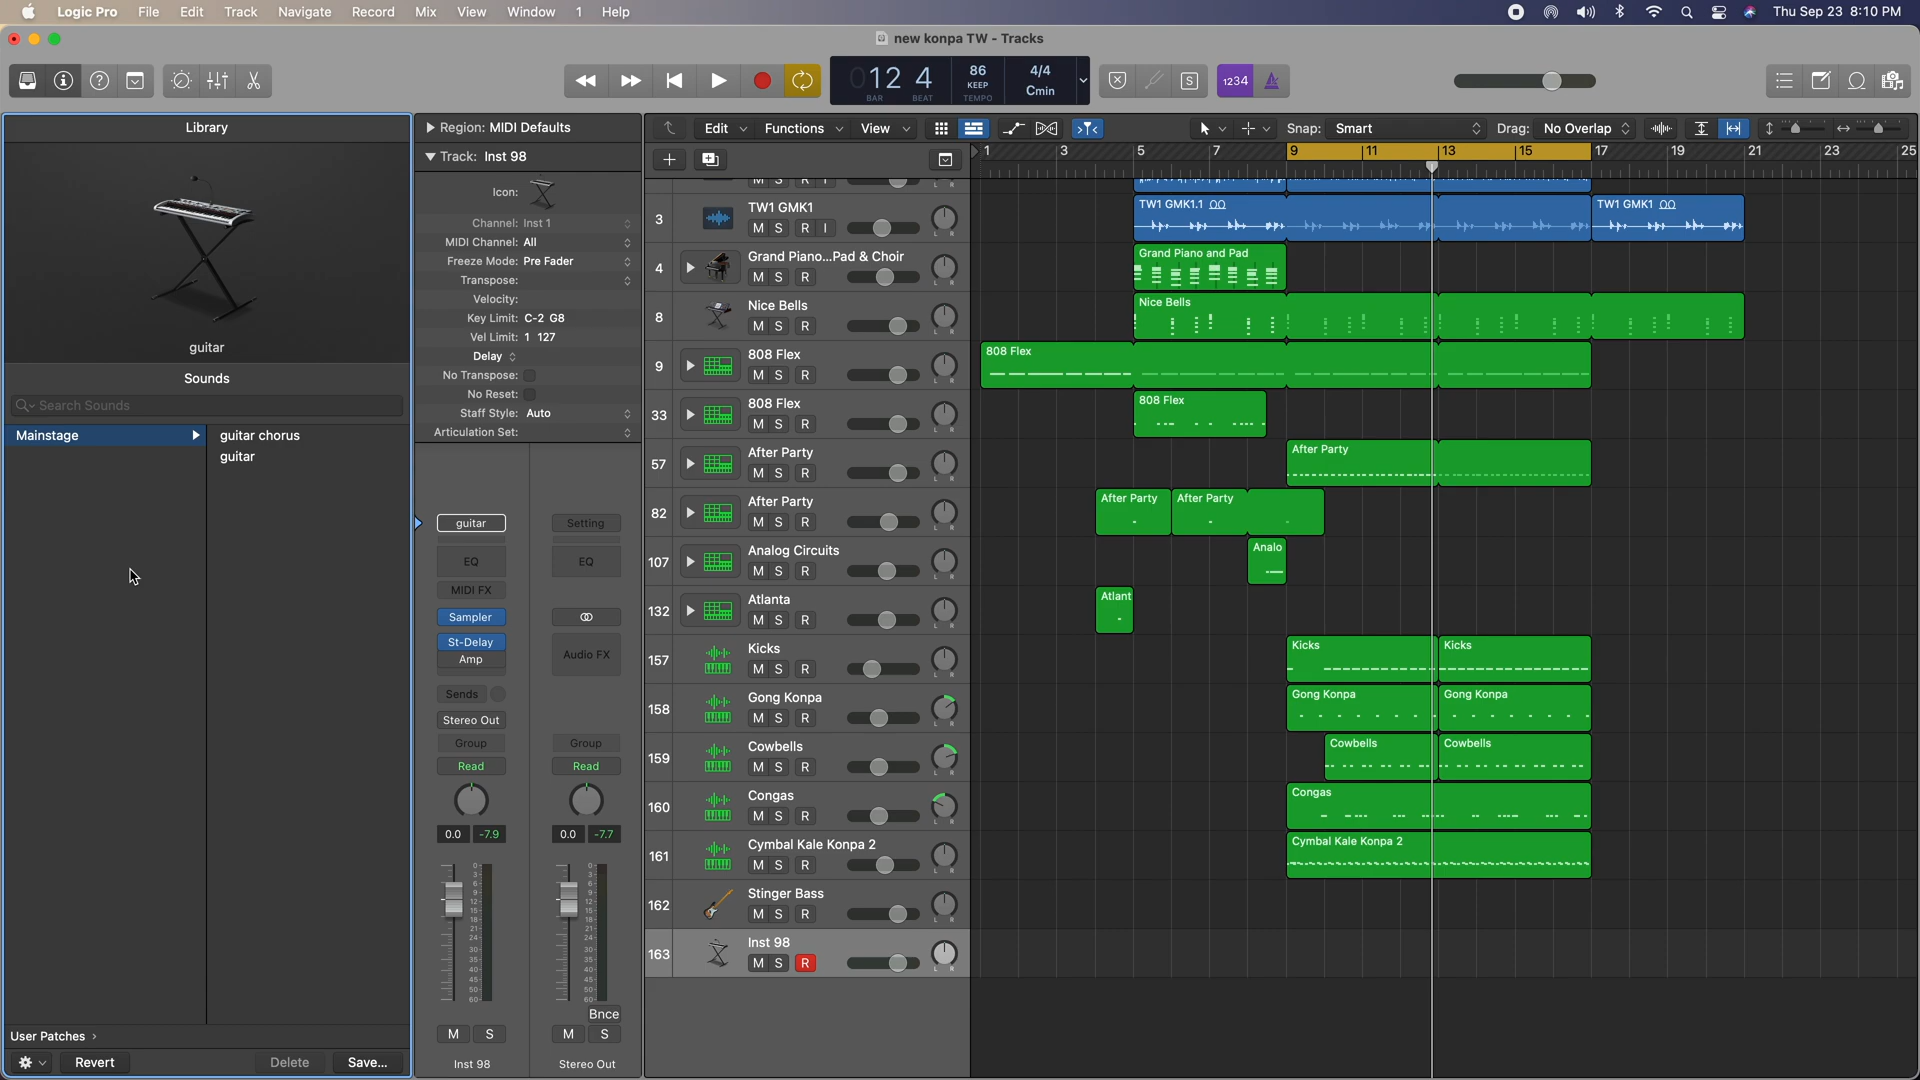 Logic Pro File Edit Track Navigate Record Mix View Window 1 Help
Thu Sep 23 8:10 PM
new konpa TW - Tracks
12 4
BAR BEAT
86
KEEP
TEMPO
4/4
Cmin
S
1234
Library
guitar
Sounds
Search Sounds
Mainstage
guitar chorus
guitar
User Patches
Revert
Delete
Save...
Region: MIDI Defaults
Track: Inst 98
Icon:
Channel: Inst 1
MIDI Channel: All
Freeze Mode: Pre Fader
Transpose:
Velocity:
Key Limit: C-2 G8
Vel Limit: 1 127
Delay
No Transpose:
No Reset:
Staff Style: Auto
Articulation Set:
guitar
EQ
MIDI FX
Sampler
St-Delay
Amp
Sends
Stereo Out
Group
Read
0.0 -7.9
M S
Inst 98
Setting
EQ
Audio FX
Group
Read
0.0 -7.7
Bnce
M S
Stereo Out
Edit Functions View
Snap: Smart
Drag: No Overlap
1 3 5 7 9 11 13 15 17 19 21 23 25
M S R I
3 TW1 GMK1
M S R I
4 Grand Piano...Pad & Choir
M S R
8 Nice Bells
M S R
9 808 Flex
M S R
33 808 Flex
M S R
57 After Party
M S R
82 After Party
M S R
107 Analog Circuits
M S R
132 Atlanta
M S R
157 Kicks
M S R
158 Gong Konpa
M S R
159 Cowbells
M S R
160 Congas
M S R
161 Cymbal Kale Konpa 2
M S R
162 Stinger Bass
M S R
163 Inst 98
M S R
TW1 GMK1.1
TW1 GMK1
Grand Piano and Pad
Nice Bells
808 Flex
808 Flex
After Party
After Party After Party
Analo
Atlant
Kicks Kicks
Gong Konpa Gong Konpa
Cowbells Cowbells
Congas
Cymbal Kale Konpa 2